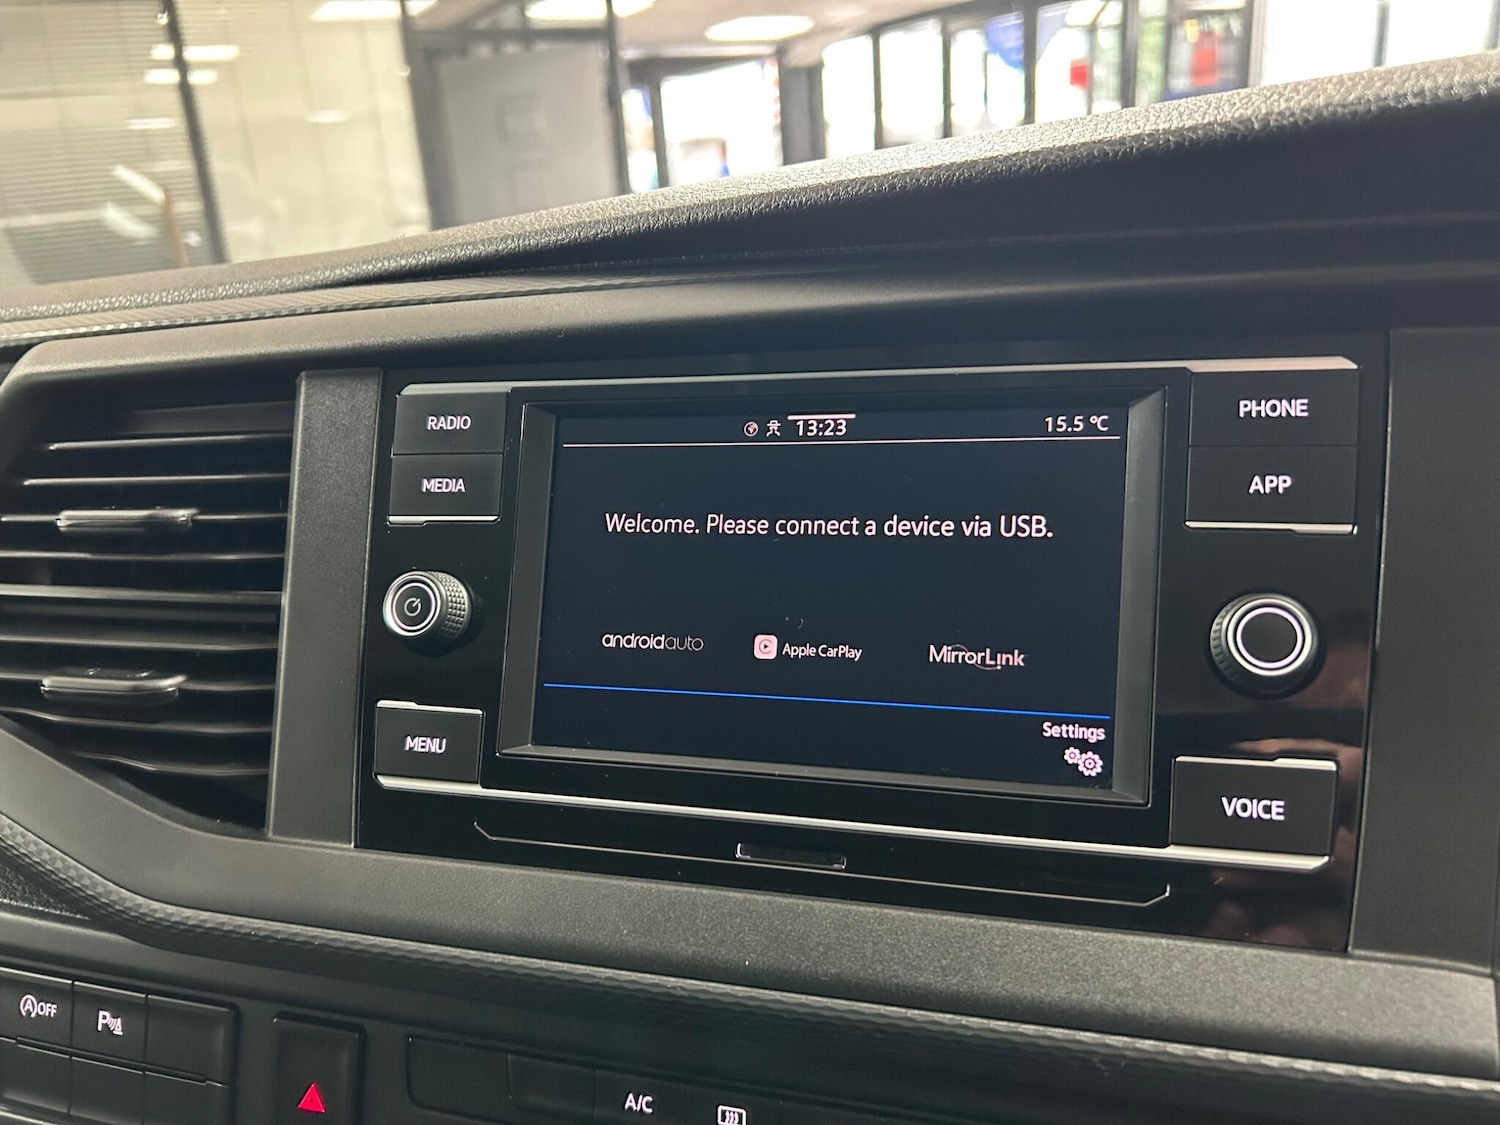 RADIO
MEDIA
MENU
13:23
15.5 °C
Welcome. Please connect a device via USB.
androidauto
Apple CarPlay
MirrorLink
Settings
PHONE
APP
VOICE
A OFF
P
A/C